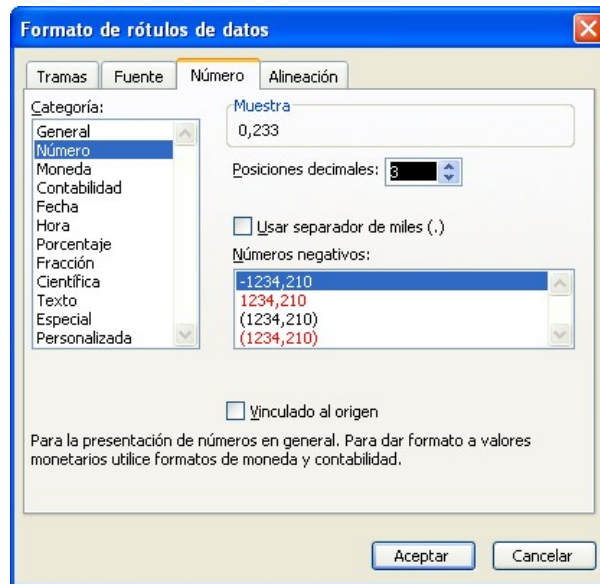 Formato de rótulos de datos
Tramas Fuente Número Alineación
Categoría:
General
Número
Moneda
Contabilidad
Fecha
Hora
Porcentaje
Fracción
Científica
Texto
Especial
Personalizada
Muestra
0,233
Posiciones decimales: 3
Usar separador de miles (.)
Números negativos:
-1234,210
1234,210
(1234,210)
(1234,210)
Vinculado al origen
Para la presentación de números en general. Para dar formato a valores
monetarios utilice formatos de moneda y contabilidad.
Aceptar Cancelar